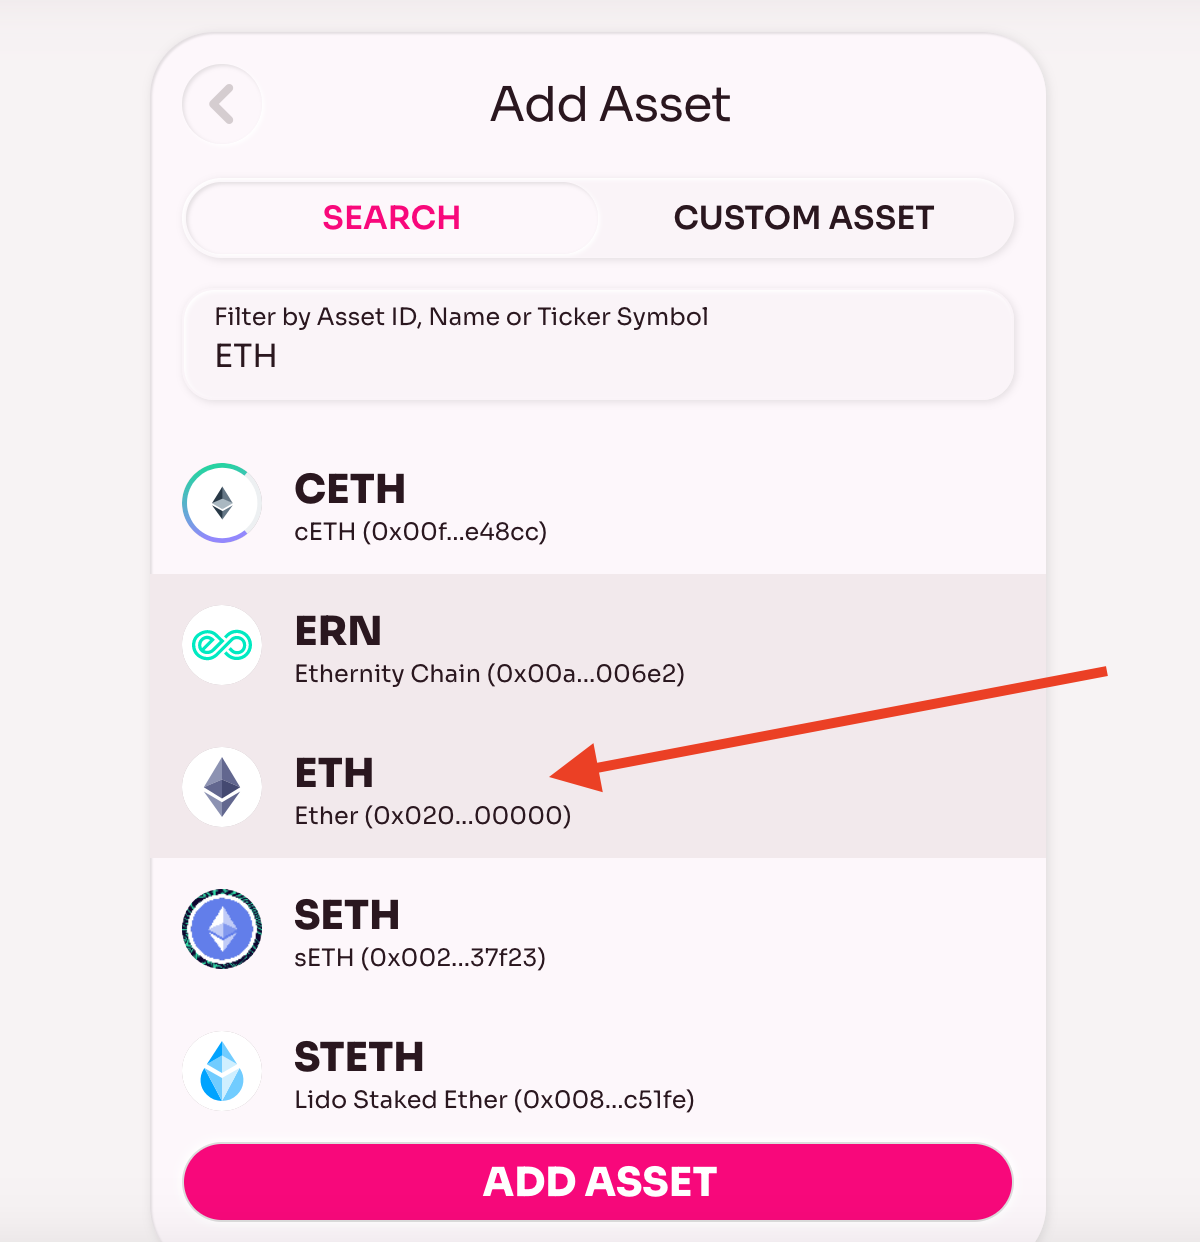 Add Asset
SEARCH
CUSTOM ASSET
Filter by Asset ID, Name or Ticker Symbol
ETH
CETH
cETH (0x00f...e48cc)
ERN
Ethernity Chain (0x00a...006e2)
ETH
Ether (0x020...00000)
SETH
sETH (0x002...37f23)
STETH
Lido Staked Ether (0x008...c51fe)
ADD ASSET